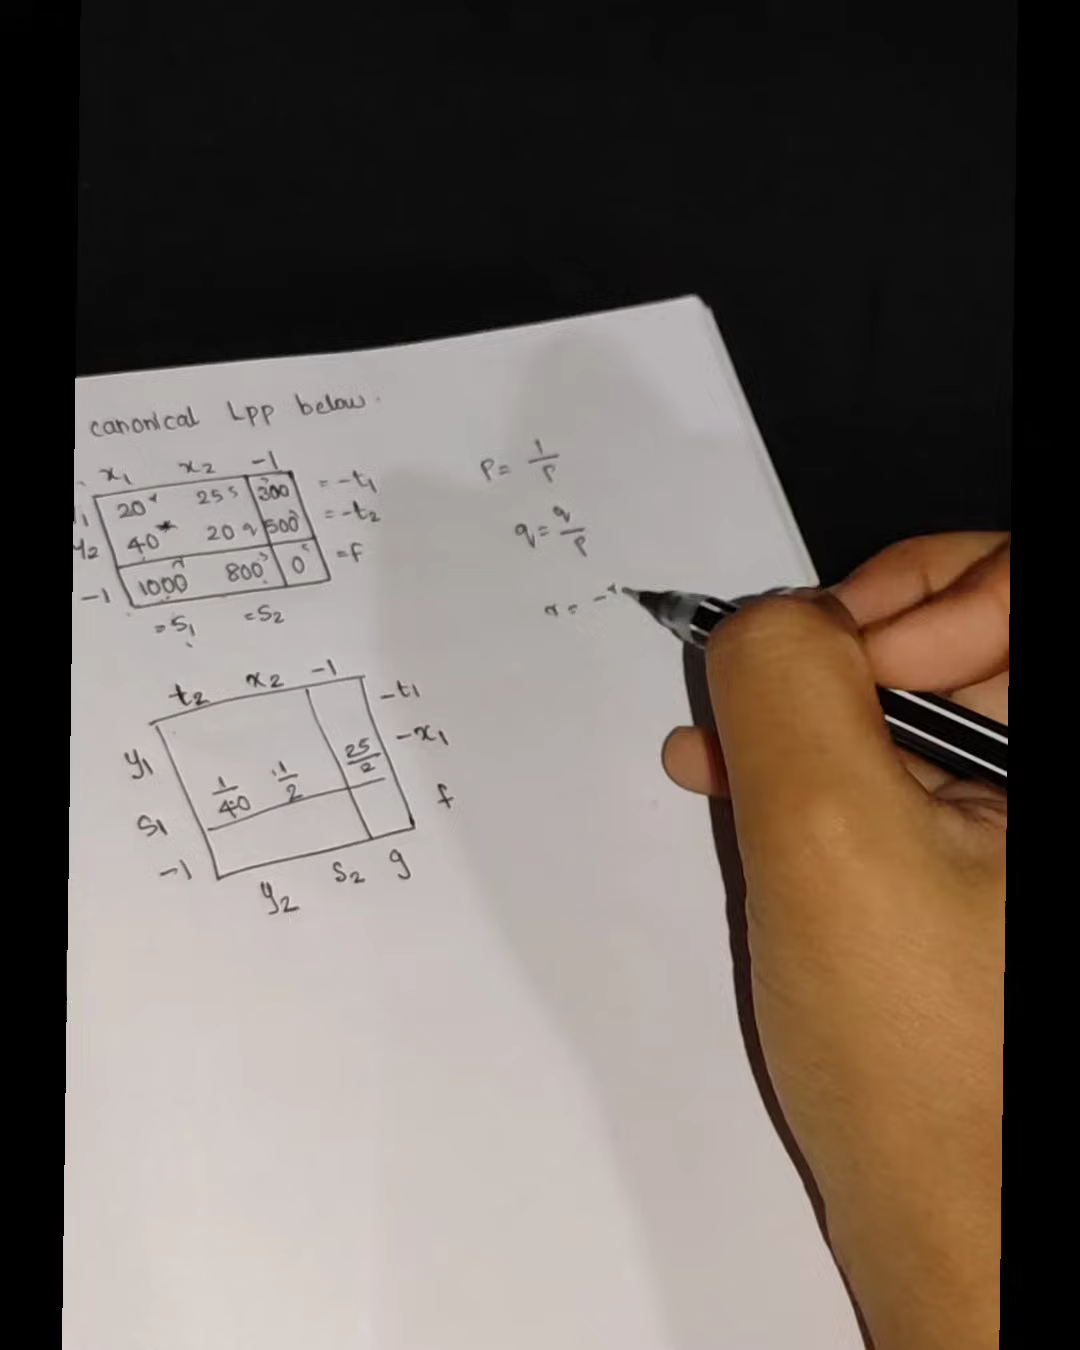 canonical Lpp below.
x1 x2 -1
20 r 25 s 300 = -t1
y2 40* 20 q 500 = -t2
-1 1000 800 0 = f
= S1 = S2
P = 1/P
q = q/P
r = -r
t2 x2 -1
y1 -t1
S1 1/40 1/2 25/2 -x1
-1 f
y2 S2 g